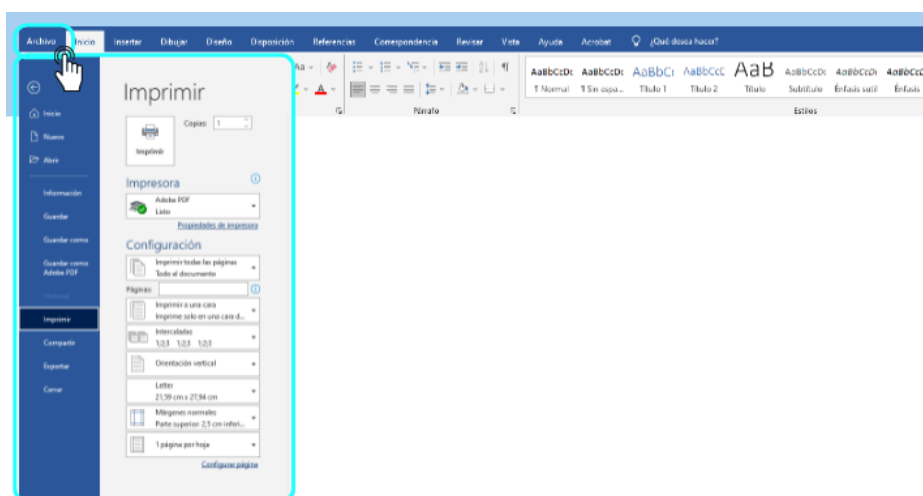 Archivo Inicio Insertar Dibujar Diseño Disposición Referencias Correspondencia Revisar Vista Ayuda Acrobat ¿Qué desea hacer?
Aa
AaBbCcDc AaBbCcDc AaBbCc AaBbCcC AaB AaBbCcDc AaBbCcDc AaBbCcD
¶ Normal ¶ Sin espa... Título 1 Título 2 Título Subtítulo Énfasis sutil Énfasis
Párrafo Estilos
Inicio
Nuevo
Abrir
Información
Guardar
Guardar como
Guardar como
Adobe PDF
Imprimir
Compartir
Exportar
Cerrar
Imprimir
Copias: 1
Imprimir
Impresora
Adobe PDF
Listo
Propiedades de impresora
Configuración
Imprimir todas las páginas
Todo el documento
Páginas:
Imprimir a una cara
Imprime solo en una cara d...
Intercaladas
1;2;3 1;2;3 1;2;3
Orientación vertical
Letter
21,59 cm x 27,94 cm
Márgenes normales
Parte superior: 2,5 cm Inferi...
1 página por hoja
Configurar página